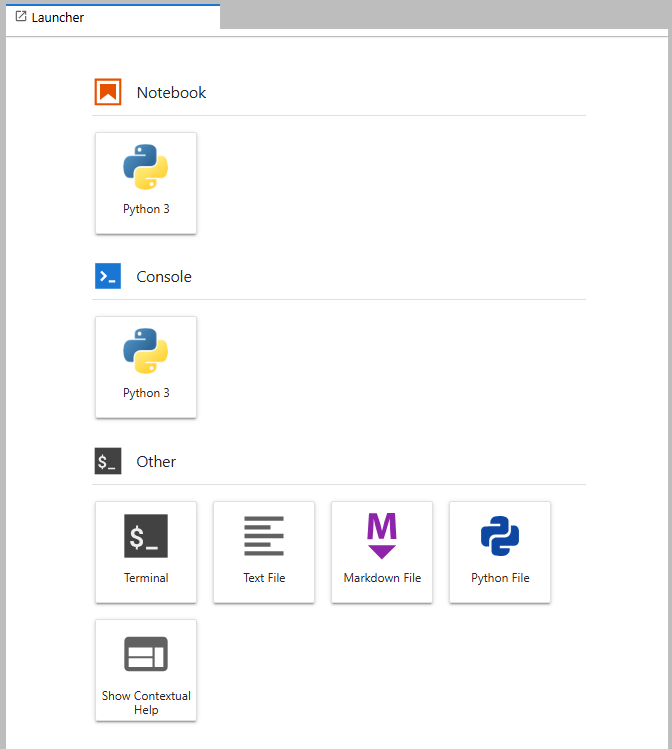 Launcher
Notebook
Python 3
Console
>_
Python 3
$_
Other
$_
Terminal
Text File
M
Markdown File
Python File
Show Contextual
Help